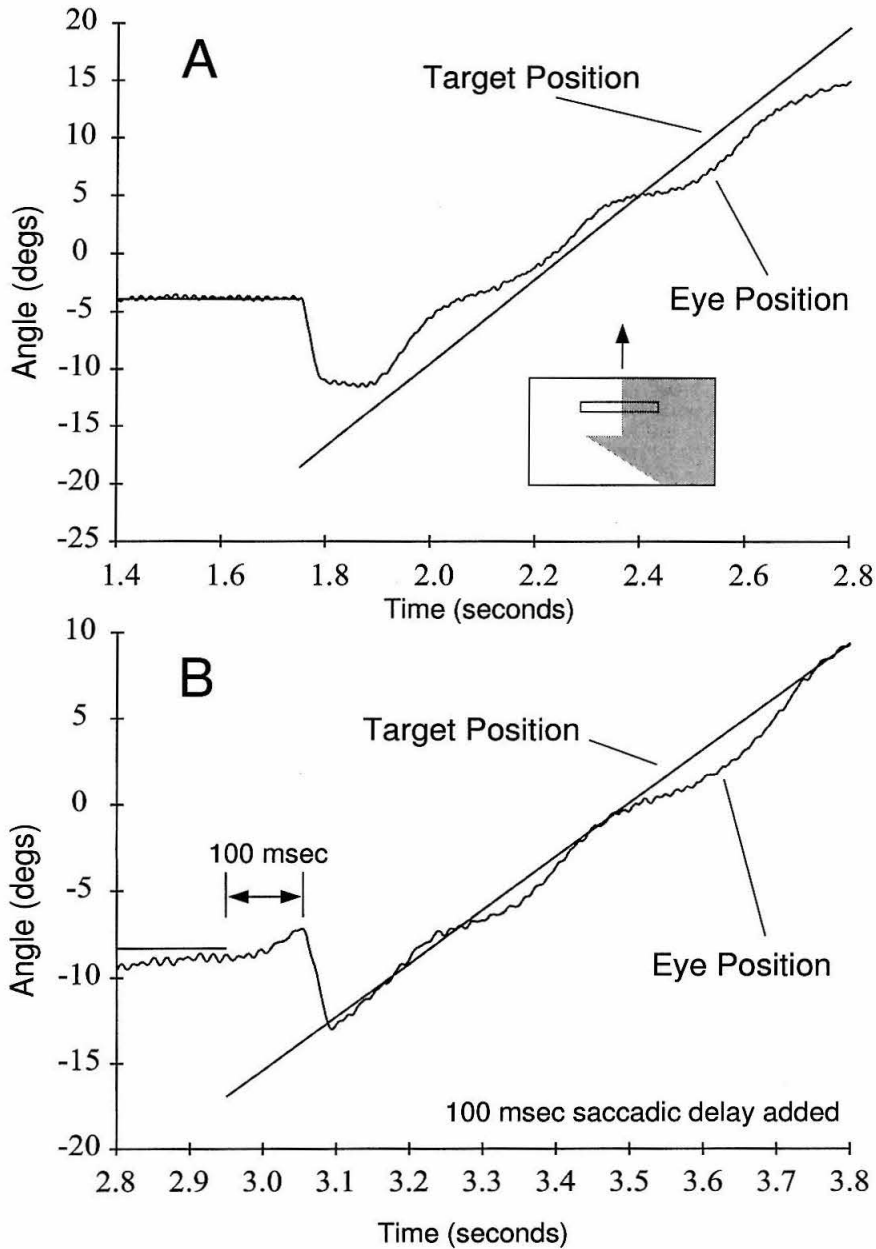 20
A
15
Target Position
10
5
0
Eye Position
-5
-10
-15
-20
-25
Angle (degs)
1.4 1.6 1.8 2.0 2.2 2.4 2.6 2.8
Time (seconds)
10
B
5
Target Position
0
100 msec
-5
Eye Position
-10
-15
100 msec saccadic delay added
-20
Angle (degs)
2.8 2.9 3.0 3.1 3.2 3.3 3.4 3.5 3.6 3.7 3.8
Time (seconds)